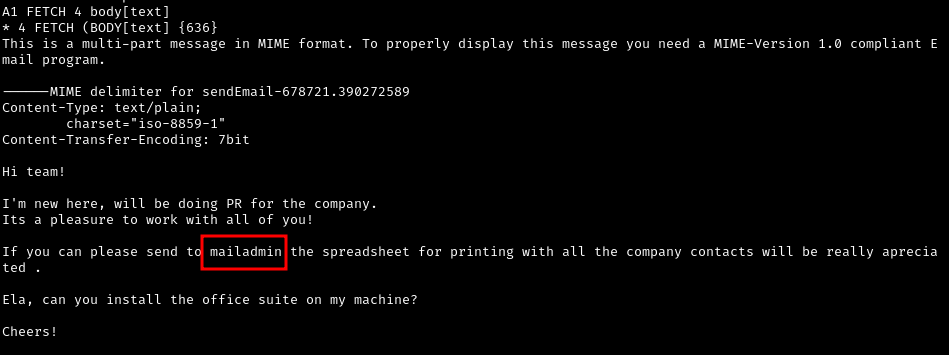 A1 FETCH 4 body[text]
* 4 FETCH (BODY[text] {636}
This is a multi-part message in MIME format. To properly display this message you need a MIME-Version 1.0 compliant E
mail program.
------MIME delimiter for sendEmail-678721.390272589
Content-Type: text/plain;
        charset="iso-8859-1"
Content-Transfer-Encoding: 7bit
Hi team!
I'm new here, will be doing PR for the company.
Its a pleasure to work with all of you!
If you can please send to mailadmin the spreadsheet for printing with all the company contacts will be really aprecia
ted .
Ela, can you install the office suite on my machine?
Cheers!